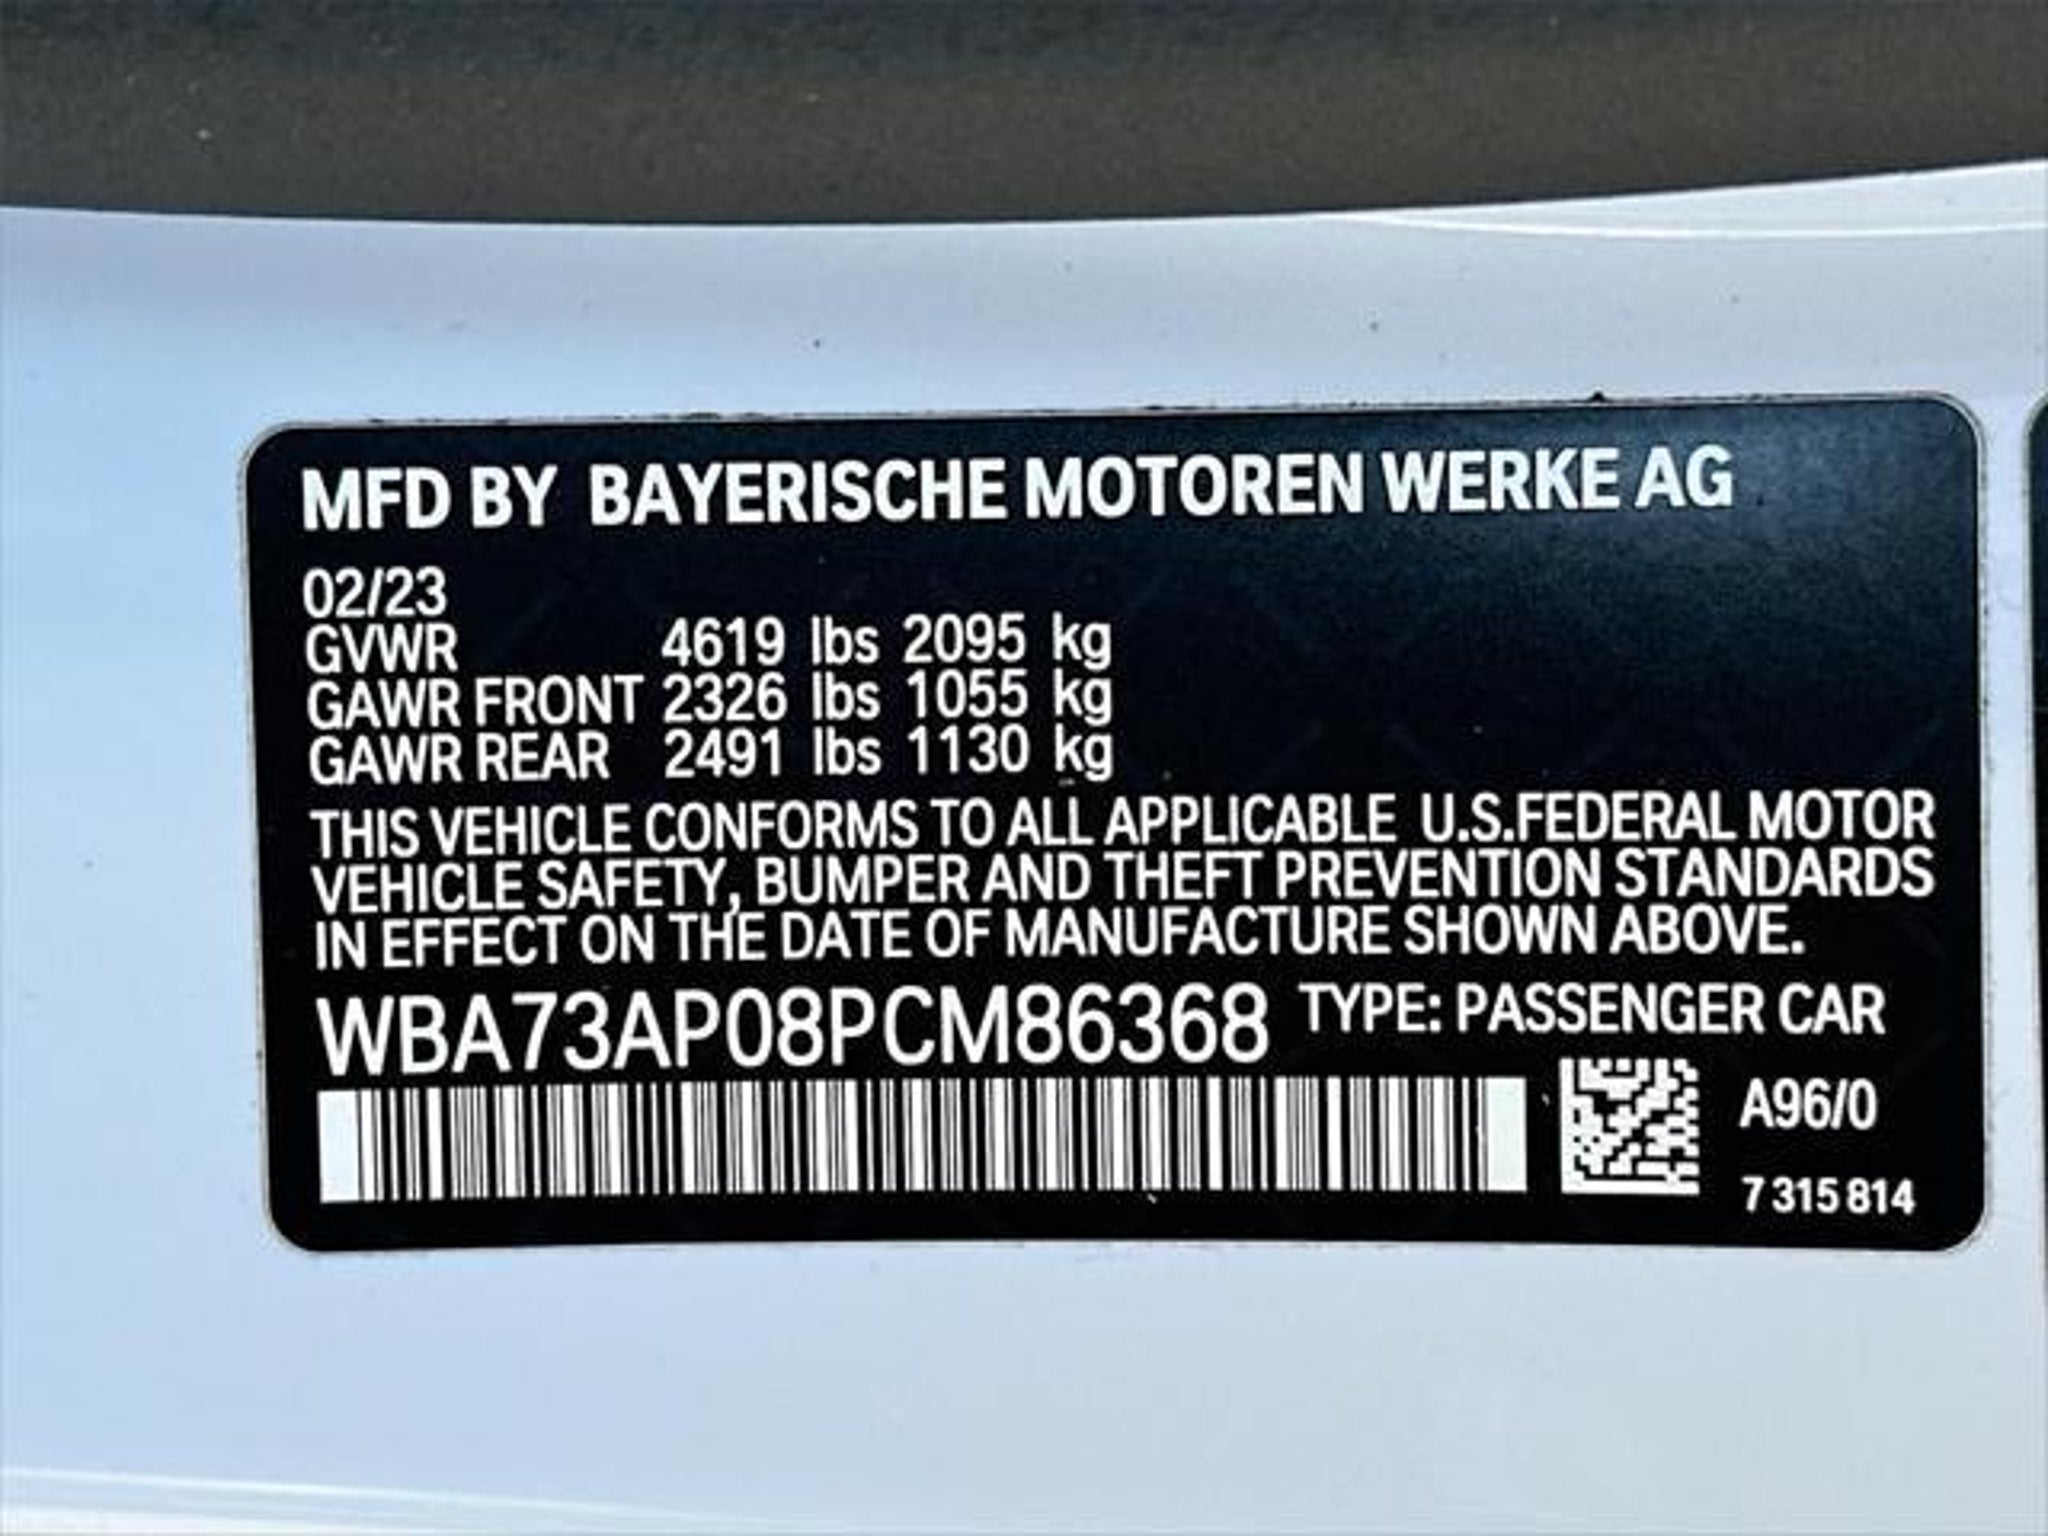 MFD BY BAYERISCHE MOTOREN WERKE AG
02/23
GVWR 4619 lbs 2095 kg
GAWR FRONT 2326 lbs 1055 kg
GAWR REAR 2491 lbs 1130 kg
THIS VEHICLE CONFORMS TO ALL APPLICABLE U.S.FEDERAL MOTOR
VEHICLE SAFETY, BUMPER AND THEFT PREVENTION STANDARDS
IN EFFECT ON THE DATE OF MANUFACTURE SHOWN ABOVE.
WBA73AP08PCM86368 TYPE: PASSENGER CAR
A96/0
7 315 814